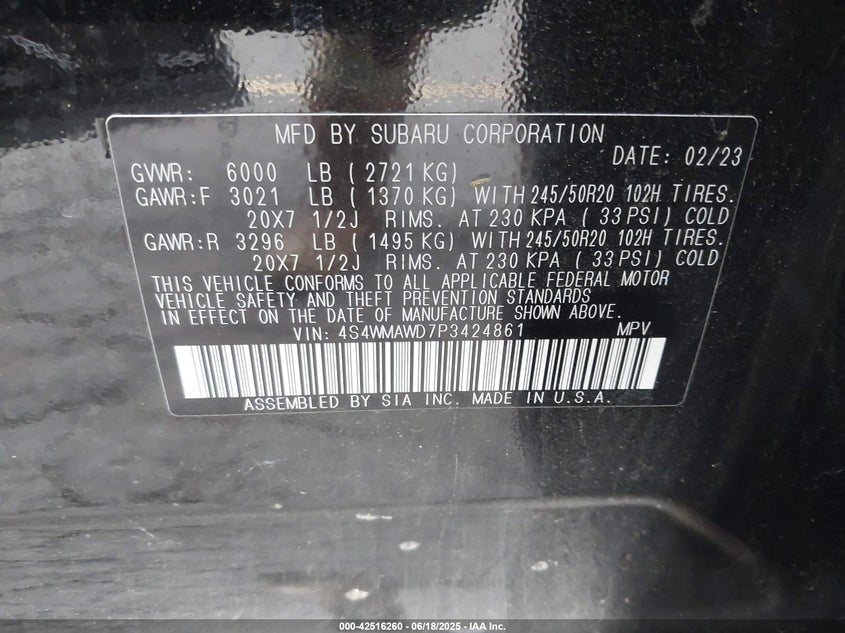 MFD BY SUBARU CORPORATION
DATE: 02/23
GVWR: 6000 LB ( 2721 KG)
GAWR:F 3021 LB ( 1370 KG) WITH 245/50R20 102H TIRES.
20X7 1/2J RIMS. AT 230 KPA ( 33 PSI) COLD
GAWR:R 3296 LB ( 1495 KG) WITH 245/50R20 102H TIRES.
20X7 1/2J RIMS. AT 230 KPA ( 33 PSI) COLD
THIS VEHICLE CONFORMS TO ALL APPLICABLE FEDERAL MOTOR
VEHICLE SAFETY AND THEFT PREVENTION STANDARDS
IN EFFECT ON THE DATE OF MANUFACTURE SHOWN ABOVE.
VIN: 4S4WMAWD7P3424861 MPV
ASSEMBLED BY SIA INC. MADE IN U.S.A.
000-42516260 - 06/18/2025 - IAA Inc.